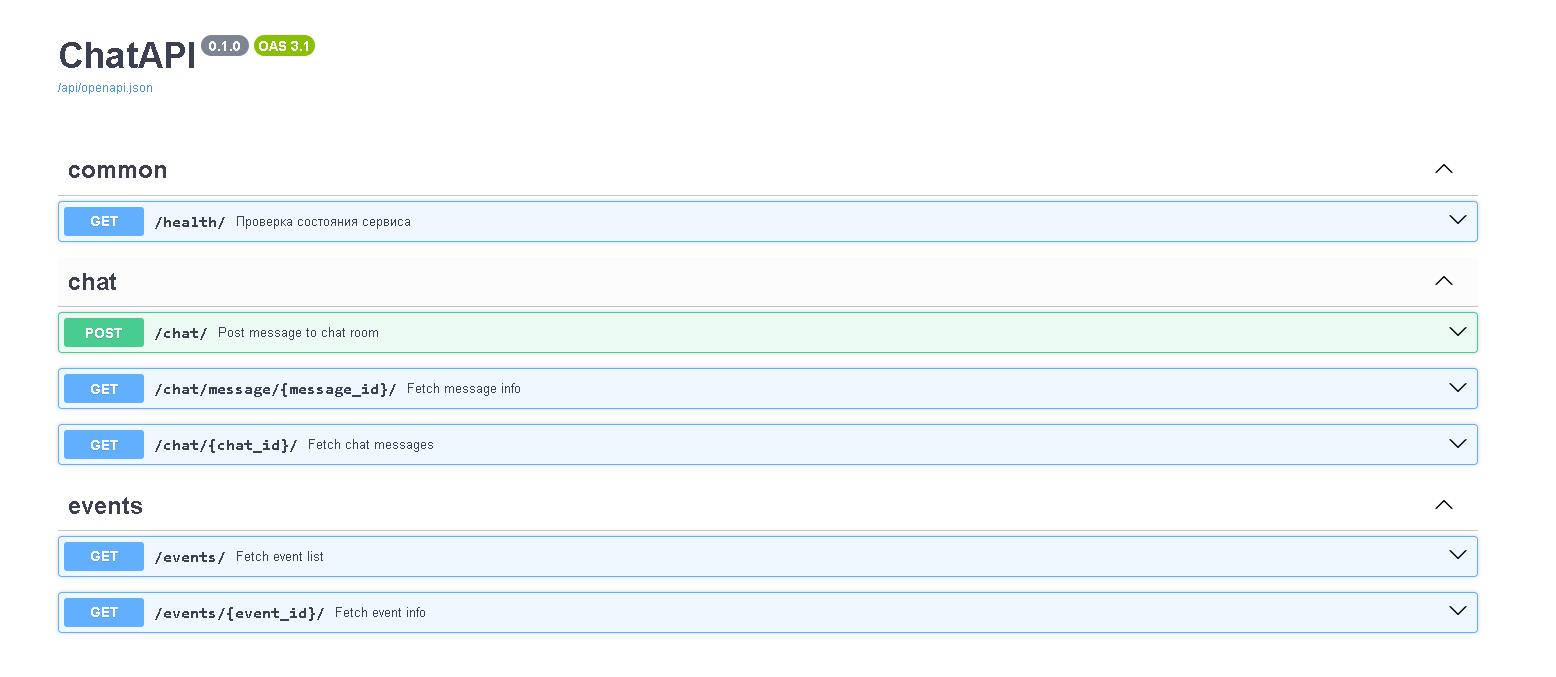 ChatAPI 0.1.0 OAS 3.1
/api/openapi.json
common
GET /health/ Проверка состояния сервиса
chat
POST /chat/ Post message to chat room
GET /chat/message/{message_id}/ Fetch message info
GET /chat/{chat_id}/ Fetch chat messages
events
GET /events/ Fetch event list
GET /events/{event_id}/ Fetch event info